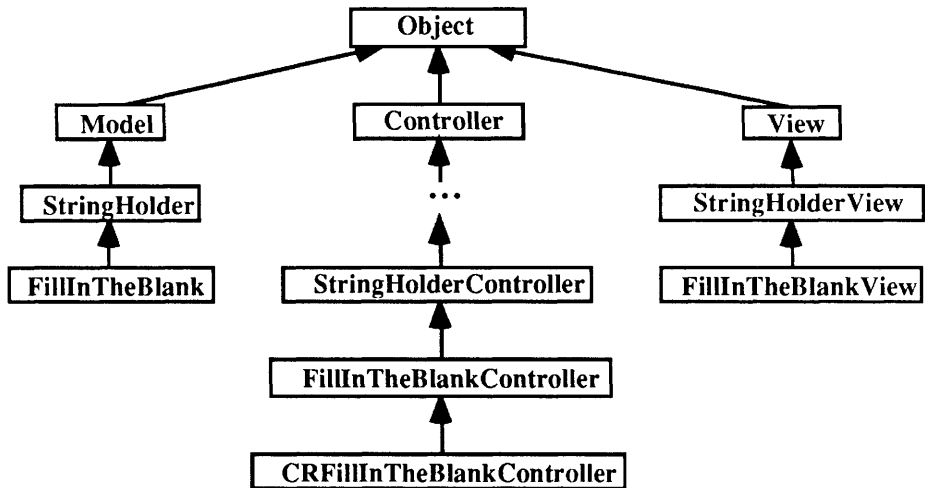 Object
Model
Controller
View
...
StringHolder
StringHolderView
FillInTheBlank
StringHolderController
FillInTheBlankView
FillInTheBlankController
CRFillInTheBlankController